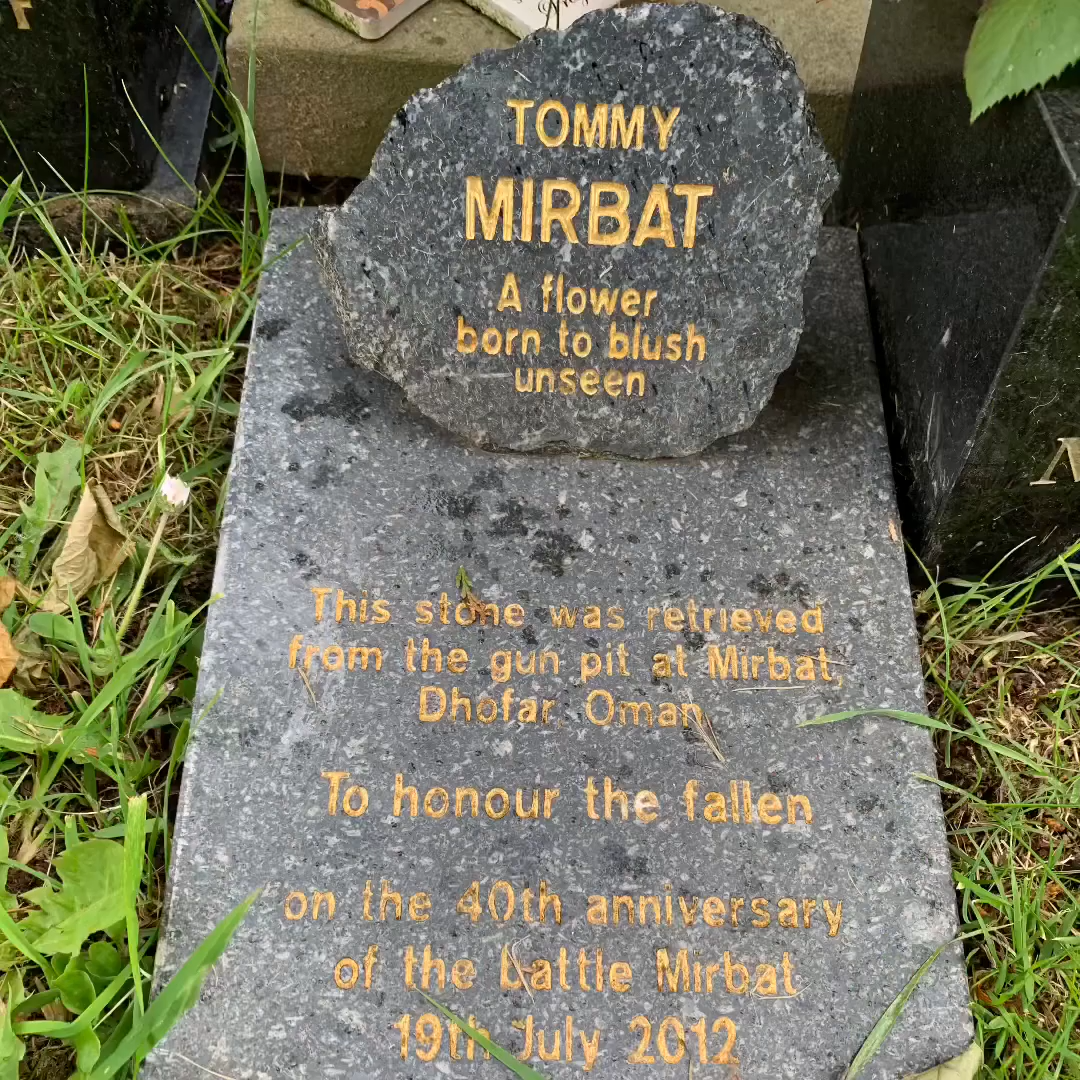 TOMMY
MIRBAT
A flower
born to blush
unseen
This stone was retrieved
from the gun pit at Mirbat,
Dhofar, Oman
To honour the fallen
on the 40th anniversary
of the battle Mirbat
19th July 2012